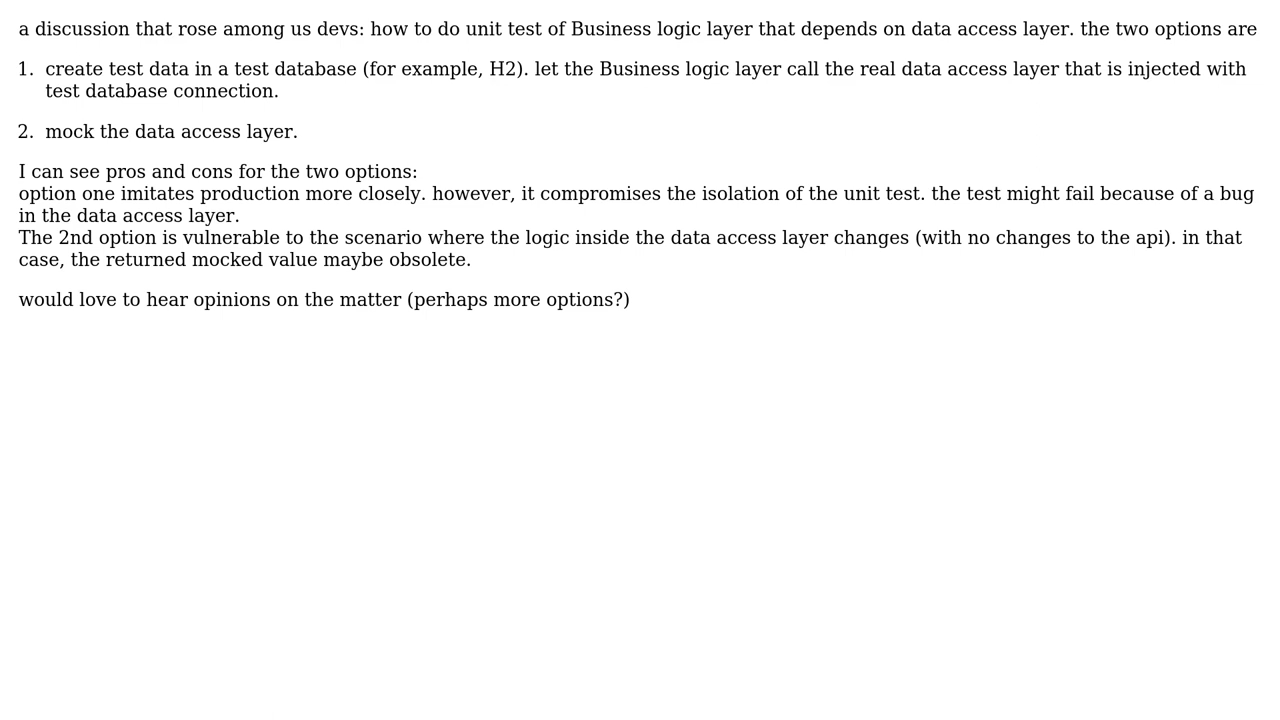 a discussion that rose among us devs: how to do unit test of Business logic layer that depends on data access layer. the two options are
1. create test data in a test database (for example, H2). let the Business logic layer call the real data access layer that is injected with
test database connection.
2. mock the data access layer.
I can see pros and cons for the two options:
option one imitates production more closely. however, it compromises the isolation of the unit test. the test might fail because of a bug
in the data access layer.
The 2nd option is vulnerable to the scenario where the logic inside the data access layer changes (with no changes to the api). in that
case, the returned mocked value maybe obsolete.
would love to hear opinions on the matter (perhaps more options?)